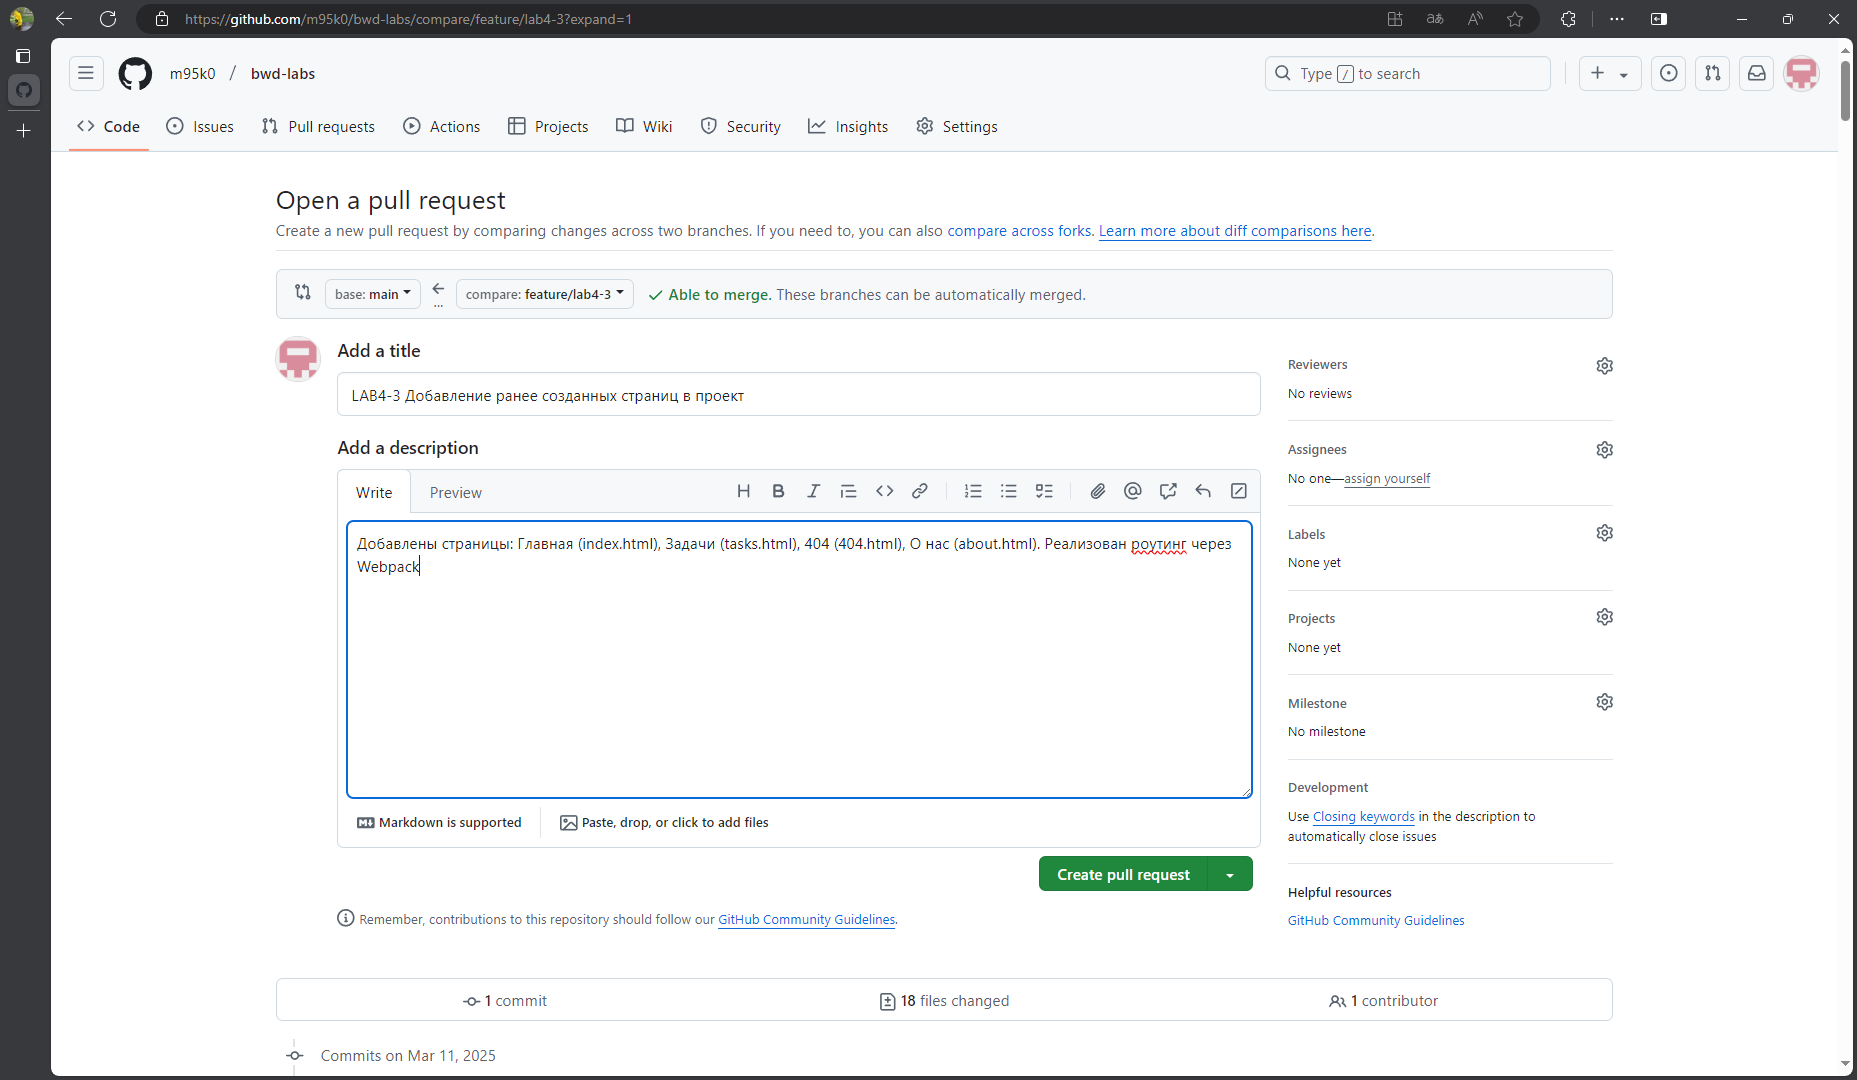 https://github.com/m95k0/bwd-labs/compare/feature/lab4-3?expand=1
m95k0 / bwd-labs
Type / to search
Code Issues Pull requests Actions Projects Wiki Security Insights Settings
Open a pull request
Create a new pull request by comparing changes across two branches. If you need to, you can also compare across forks. Learn more about diff comparisons here.
base: main ... compare: feature/lab4-3 Able to merge. These branches can be automatically merged.
Add a title
LAB4-3 Добавление ранее созданных страниц в проект
Add a description
Write Preview
Добавлены страницы: Главная (index.html), Задачи (tasks.html), 404 (404.html), О нас (about.html). Реализован роутинг через
Webpack
Markdown is supported Paste, drop, or click to add files
Create pull request
Remember, contributions to this repository should follow our GitHub Community Guidelines.
Reviewers
No reviews
Assignees
No one—assign yourself
Labels
None yet
Projects
None yet
Milestone
No milestone
Development
Use Closing keywords in the description to
automatically close issues
Helpful resources
GitHub Community Guidelines
1 commit 18 files changed 1 contributor
Commits on Mar 11, 2025